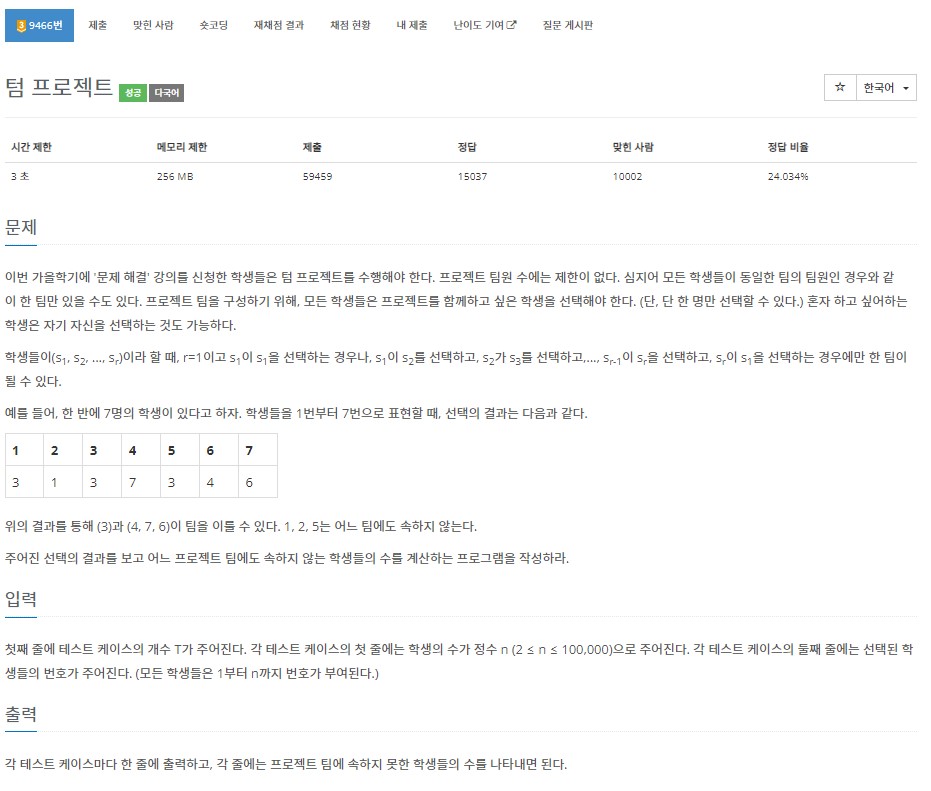 3 9466번 제출 맞힌 사람 숏코딩 재채점 결과 채점 현황 내 제출 난이도 기여 질문 게시판
텀 프로젝트 성공 다국어 ☆ 한국어
시간 제한 메모리 제한 제출 정답 맞힌 사람 정답 비율
3 초 256 MB 59459 15037 10002 24.034%
문제
이번 가을학기에 '문제 해결' 강의를 신청한 학생들은 텀 프로젝트를 수행해야 한다. 프로젝트 팀원 수에는 제한이 없다. 심지어 모든 학생들이 동일한 팀의 팀원인 경우와 같
이 한 팀만 있을 수도 있다. 프로젝트 팀을 구성하기 위해, 모든 학생들은 프로젝트를 함께하고 싶은 학생을 선택해야 한다. (단, 단 한 명만 선택할 수 있다.) 혼자 하고 싶어하는
학생은 자기 자신을 선택하는 것도 가능하다.
학생들이(s1, s2, ..., sr)이라 할 때, r=1이고 s1이 s1을 선택하는 경우나, s1이 s2를 선택하고, s2가 s3를 선택하고,..., sr-1이 sr을 선택하고, sr이 s1을 선택하는 경우에만 한 팀이
될 수 있다.
예를 들어, 한 반에 7명의 학생이 있다고 하자. 학생들을 1번부터 7번으로 표현할 때, 선택의 결과는 다음과 같다.
1 2 3 4 5 6 7
3 1 3 7 3 4 6
위의 결과를 통해 (3)과 (4, 7, 6)이 팀을 이룰 수 있다. 1, 2, 5는 어느 팀에도 속하지 않는다.
주어진 선택의 결과를 보고 어느 프로젝트 팀에도 속하지 않는 학생들의 수를 계산하는 프로그램을 작성하라.
입력
첫째 줄에 테스트 케이스의 개수 T가 주어진다. 각 테스트 케이스의 첫 줄에는 학생의 수가 정수 n (2 ≤ n ≤ 100,000)으로 주어진다. 각 테스트 케이스의 둘째 줄에는 선택된 학
생들의 번호가 주어진다. (모든 학생들은 1부터 n까지 번호가 부여된다.)
출력
각 테스트 케이스마다 한 줄에 출력하고, 각 줄에는 프로젝트 팀에 속하지 못한 학생들의 수를 나타내면 된다.